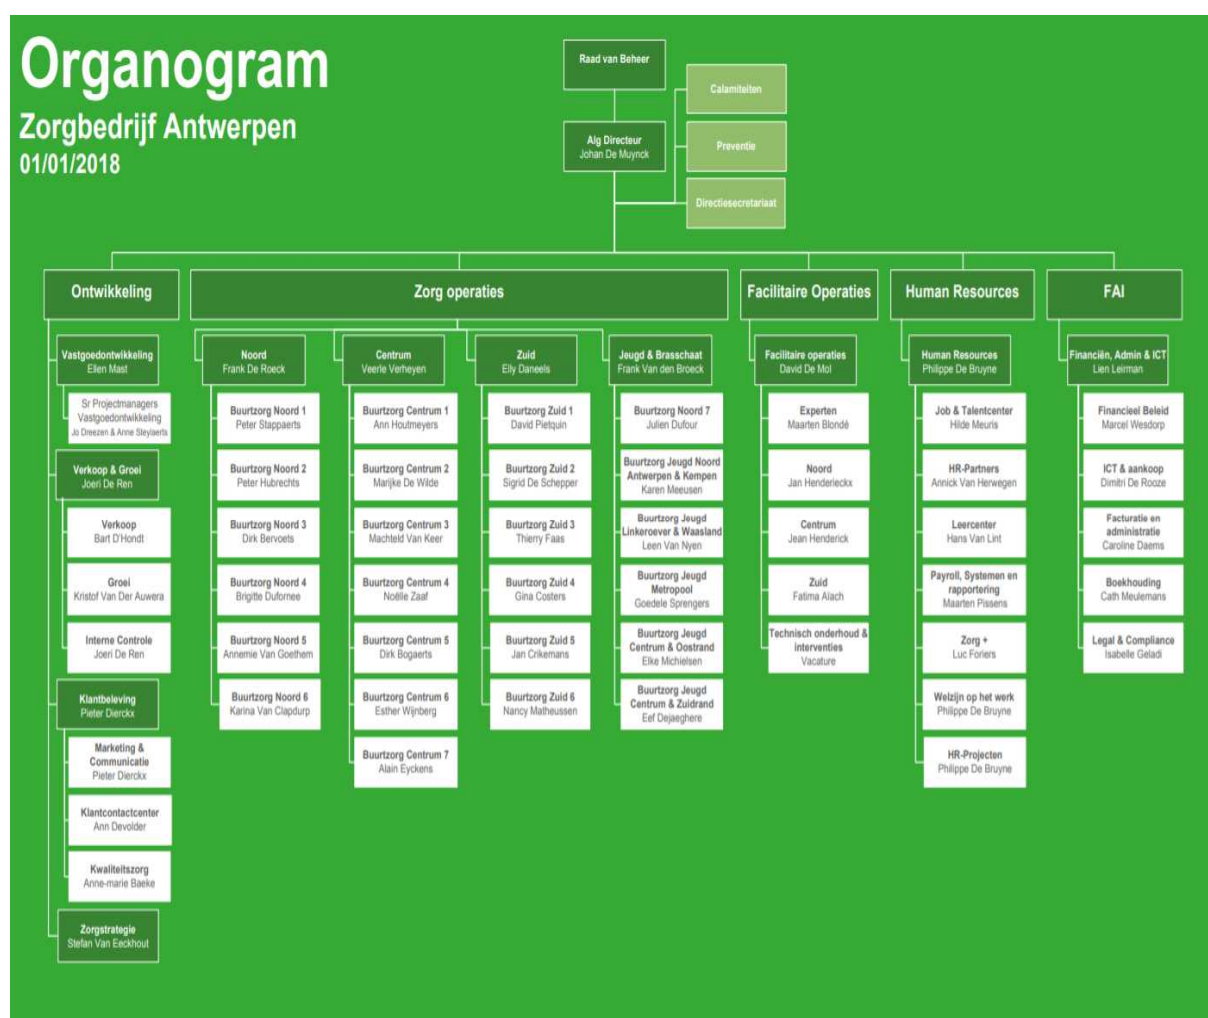 Organogram
Zorgbedrijf Antwerpen
01/01/2018
Raad van Beheer
Alg Directeur
Johan De Muynck
Calamiteiten
Preventie
Directiesecretariaat
Ontwikkeling
Vastgoedontwikkeling
Ellen Mast
Sr Projectmanagers
Vastgoedontwikkeling
Jo Dreezen & Anne Steylaerts
Verkoop & Groei
Joeri De Ren
Verkoop
Bart D'Hondt
Groei
Kristof Van Der Auwera
Interne Controle
Joeri De Ren
Klantbeleving
Pieter Dierckx
Marketing &
Communicatie
Pieter Dierckx
Klantcontactcenter
Ann Devolder
Kwaliteitszorg
Anne-marie Baeke
Zorgstrategie
Stefan Van Eeckhout
Zorg operaties
Noord
Frank De Roeck
Buurtzorg Noord 1
Peter Stappaerts
Buurtzorg Noord 2
Peter Hubrechts
Buurtzorg Noord 3
Dirk Bervoets
Buurtzorg Noord 4
Brigitte Dufornee
Buurtzorg Noord 5
Annemie Van Goethem
Buurtzorg Noord 6
Karina Van Clapdurp
Centrum
Veerle Verheyen
Buurtzorg Centrum 1
Ann Houtmeyers
Buurtzorg Centrum 2
Marijke De Wilde
Buurtzorg Centrum 3
Machteld Van Keer
Buurtzorg Centrum 4
Noëlle Zaaf
Buurtzorg Centrum 5
Dirk Bogaerts
Buurtzorg Centrum 6
Esther Wijnberg
Buurtzorg Centrum 7
Alain Eyckens
Zuid
Elly Daneels
Buurtzorg Zuid 1
David Pietquin
Buurtzorg Zuid 2
Sigrid De Schepper
Buurtzorg Zuid 3
Thierry Faas
Buurtzorg Zuid 4
Gina Costers
Buurtzorg Zuid 5
Jan Crikemans
Buurtzorg Zuid 6
Nancy Matheussen
Jeugd & Brasschaat
Frank Van den Broeck
Buurtzorg Noord 7
Julien Dufour
Buurtzorg Jeugd Noord
Antwerpen & Kempen
Karen Meeusen
Buurtzorg Jeugd
Linkeroever & Waasland
Leen Van Nyen
Buurtzorg Jeugd
Metropool
Goedele Sprengers
Buurtzorg Jeugd
Centrum & Oostrand
Elke Michielsen
Buurtzorg Jeugd
Centrum & Zuidrand
Eef Dejaeghere
Facilitaire Operaties
Facilitaire operaties
David De Mol
Experten
Maarten Blondé
Noord
Jan Henderieckx
Centrum
Jean Henderick
Zuid
Fatima Alach
Technisch onderhoud &
interventies
Vacature
Human Resources
Human Resources
Philippe De Bruyne
Job & Talentcenter
Hilde Meuris
HR-Partners
Annick Van Herwegen
Leercenter
Hans Van Lint
Payroll, Systemen en
rapportering
Maarten Pissens
Zorg +
Luc Foriers
Welzijn op het werk
Philippe De Bruyne
HR-Projecten
Philippe De Bruyne
FAI
Financiën, Admin & ICT
Lien Leirman
Financieel Beleid
Marcel Wesdorp
ICT & aankoop
Dimitri De Rooze
Facturatie en
administratie
Caroline Daems
Boekhouding
Cath Meulemans
Legal & Compliance
Isabelle Geladi